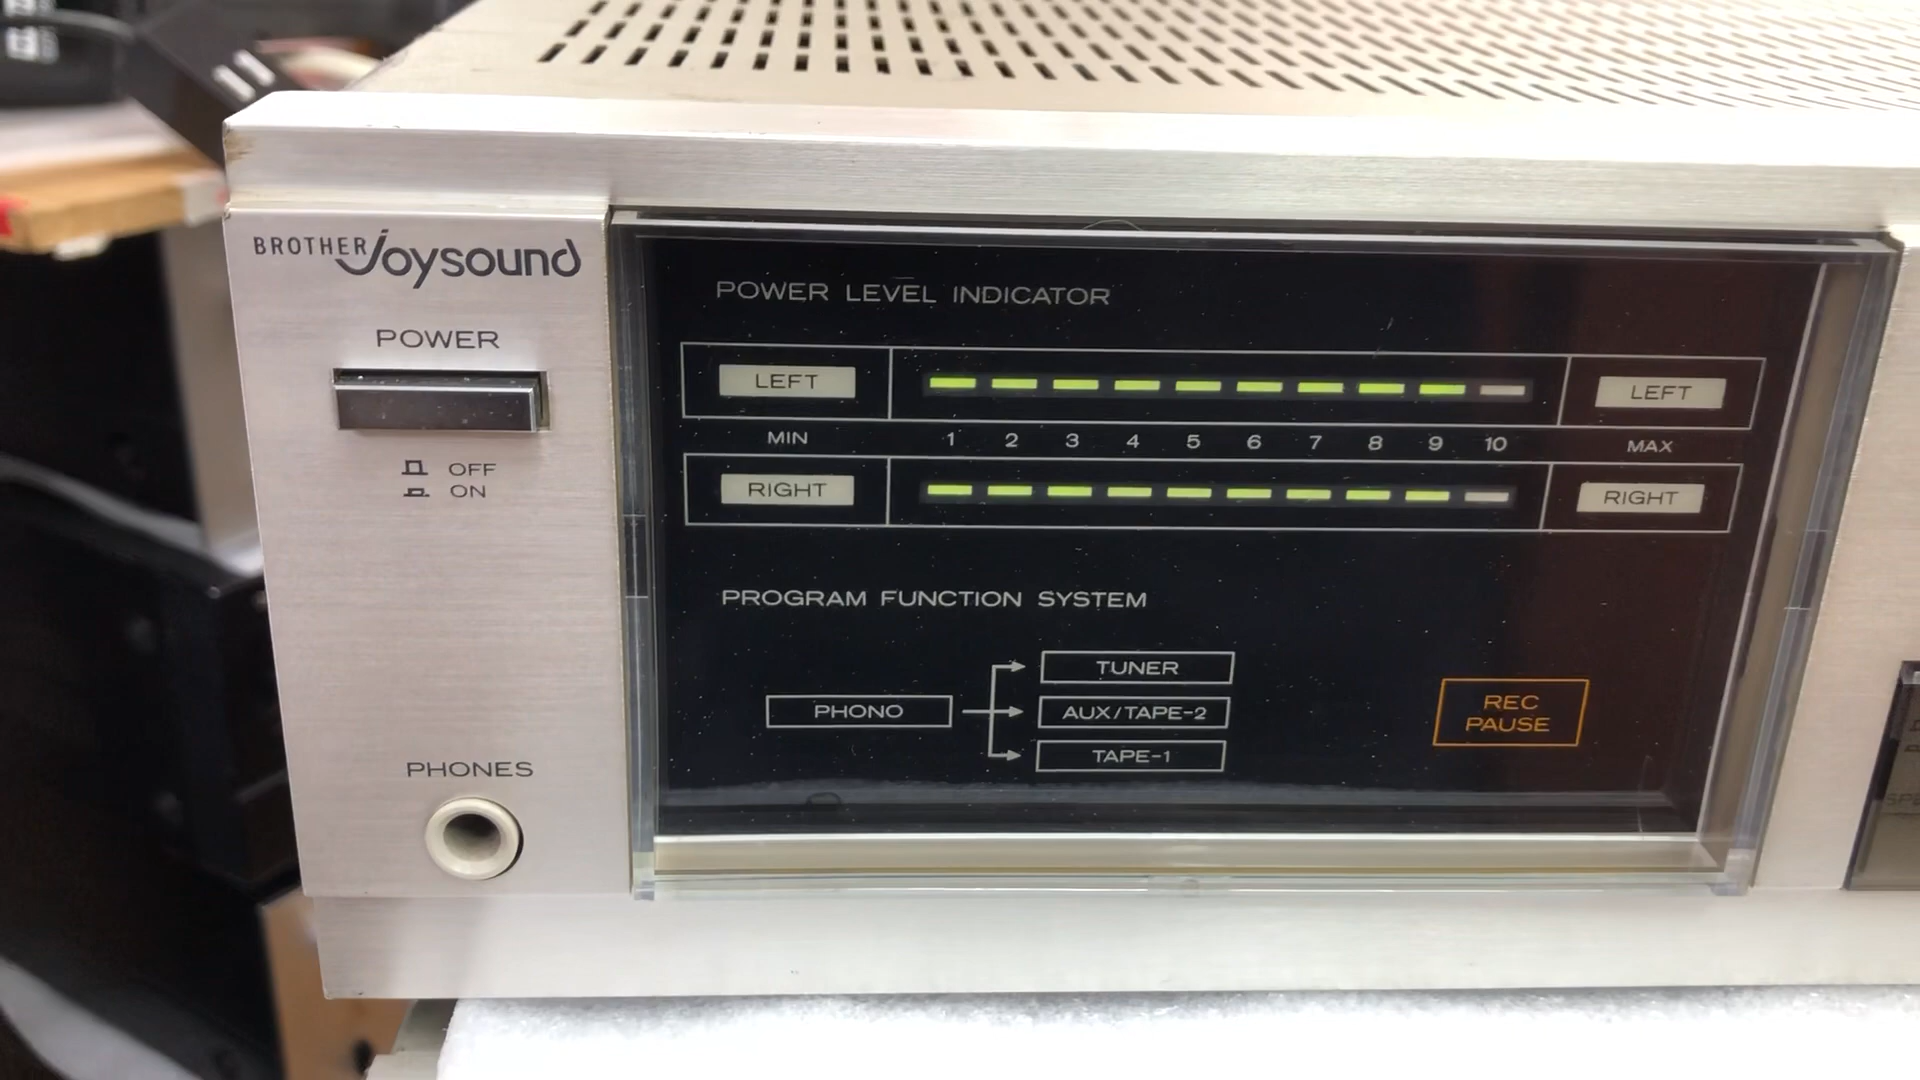 BROTHER Joysound
POWER
OFF
ON
PHONES
POWER LEVEL INDICATOR
LEFT LEFT
MIN 1 2 3 4 5 6 7 8 9 10 MAX
RIGHT RIGHT
PROGRAM FUNCTION SYSTEM
TUNER
PHONO AUX/TAPE-2
TAPE-1
REC
PAUSE